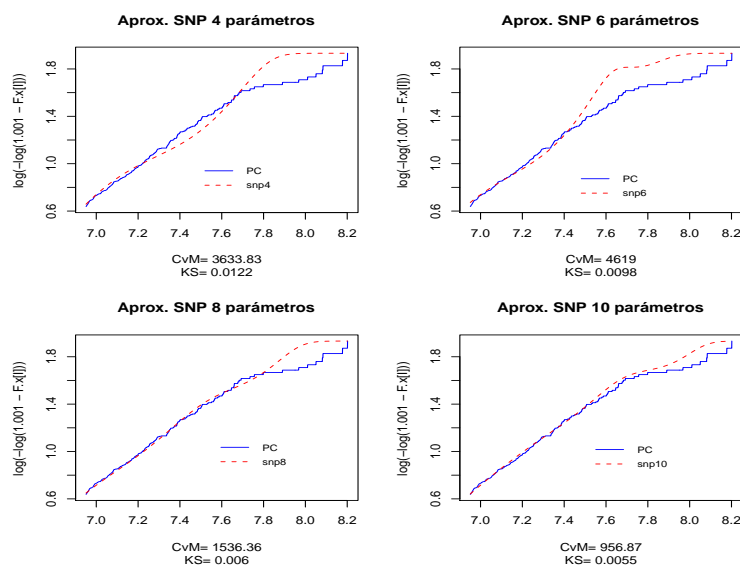 Aprox. SNP 4 parámetros
log(−log(1.001 − F.x[l]))
0.6 1.0 1.4 1.8
PC
snp4
7.0 7.2 7.4 7.6 7.8 8.0 8.2
CvM= 3633.83
KS= 0.0122
Aprox. SNP 6 parámetros
log(−log(1.001 − F.x[l]))
0.6 1.0 1.4 1.8
PC
snp6
7.0 7.2 7.4 7.6 7.8 8.0 8.2
CvM= 4619
KS= 0.0098
Aprox. SNP 8 parámetros
log(−log(1.001 − F.x[l]))
0.6 1.0 1.4 1.8
PC
snp8
7.0 7.2 7.4 7.6 7.8 8.0 8.2
CvM= 1536.36
KS= 0.006
Aprox. SNP 10 parámetros
log(−log(1.001 − F.x[l]))
0.6 1.0 1.4 1.8
PC
snp10
7.0 7.2 7.4 7.6 7.8 8.0 8.2
CvM= 956.87
KS= 0.0055